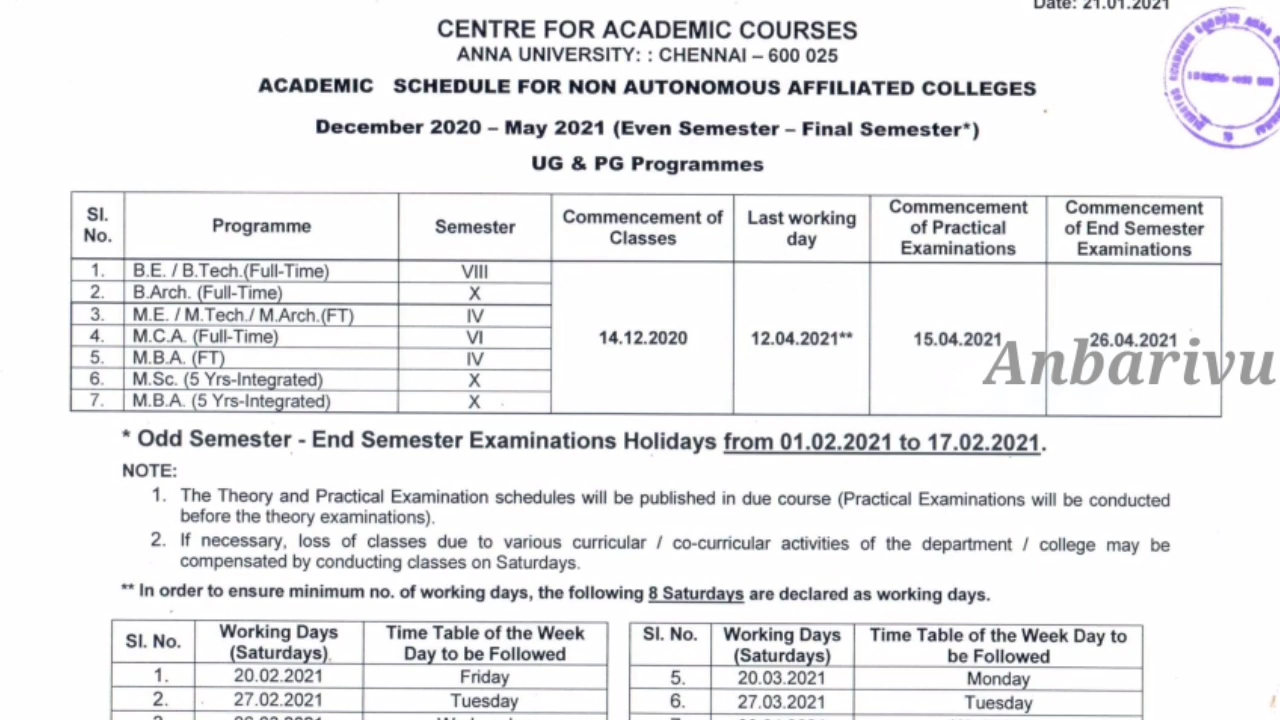 Date: 21.01.2021
CENTRE FOR ACADEMIC COURSES
ANNA UNIVERSITY: : CHENNAI – 600 025
ACADEMIC SCHEDULE FOR NON AUTONOMOUS AFFILIATED COLLEGES
December 2020 – May 2021 (Even Semester – Final Semester*)
UG & PG Programmes
Sl. No. Programme Semester Commencement of Classes Last working day Commencement of Practical Examinations Commencement of End Semester Examinations
1. B.E. / B.Tech.(Full-Time) VIII
2. B.Arch. (Full-Time) X
3. M.E. / M.Tech./ M.Arch.(FT) IV
4. M.C.A. (Full-Time) VI 14.12.2020 12.04.2021** 15.04.2021 26.04.2021
5. M.B.A. (FT) IV
6. M.Sc. (5 Yrs-Integrated) X
7. M.B.A. (5 Yrs-Integrated) X
Anbarivu
* Odd Semester - End Semester Examinations Holidays from 01.02.2021 to 17.02.2021.
NOTE:
1. The Theory and Practical Examination schedules will be published in due course (Practical Examinations will be conducted
before the theory examinations).
2. If necessary, loss of classes due to various curricular / co-curricular activities of the department / college may be
compensated by conducting classes on Saturdays.
** In order to ensure minimum no. of working days, the following 8 Saturdays are declared as working days.
Sl. No. Working Days (Saturdays) Time Table of the Week Day to be Followed Sl. No. Working Days (Saturdays) Time Table of the Week Day to be Followed
1. 20.02.2021 Friday 5. 20.03.2021 Monday
2. 27.02.2021 Tuesday 6. 27.03.2021 Tuesday